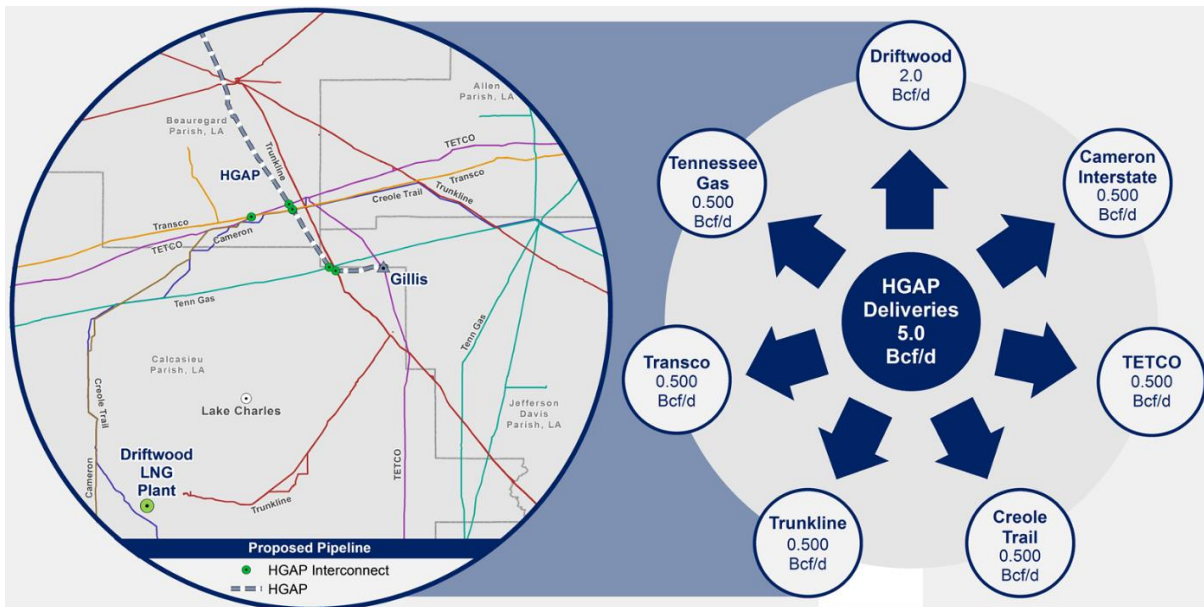 Allen
Parish, LA
Beauregard
Parish, LA
Trunkline
TETCO
HGAP
Transco
Creole Trail
Trunkline
Transco
TETCO
Cameron
Gillis
Tenn Gas
Tenn Gas
Calcasieu
Parish, LA
Creole Trail
Lake Charles
Jefferson
Davis
Parish, LA
Driftwood
LNG
Plant
Cameron
TETCO
Trunkline
Proposed Pipeline
HGAP Interconnect
HGAP
Driftwood
2.0
Bcf/d
Tennessee
Gas
0.500
Bcf/d
Cameron
Interstate
0.500
Bcf/d
HGAP
Deliveries
5.0
Bcf/d
Transco
0.500
Bcf/d
TETCO
0.500
Bcf/d
Trunkline
0.500
Bcf/d
Creole
Trail
0.500
Bcf/d